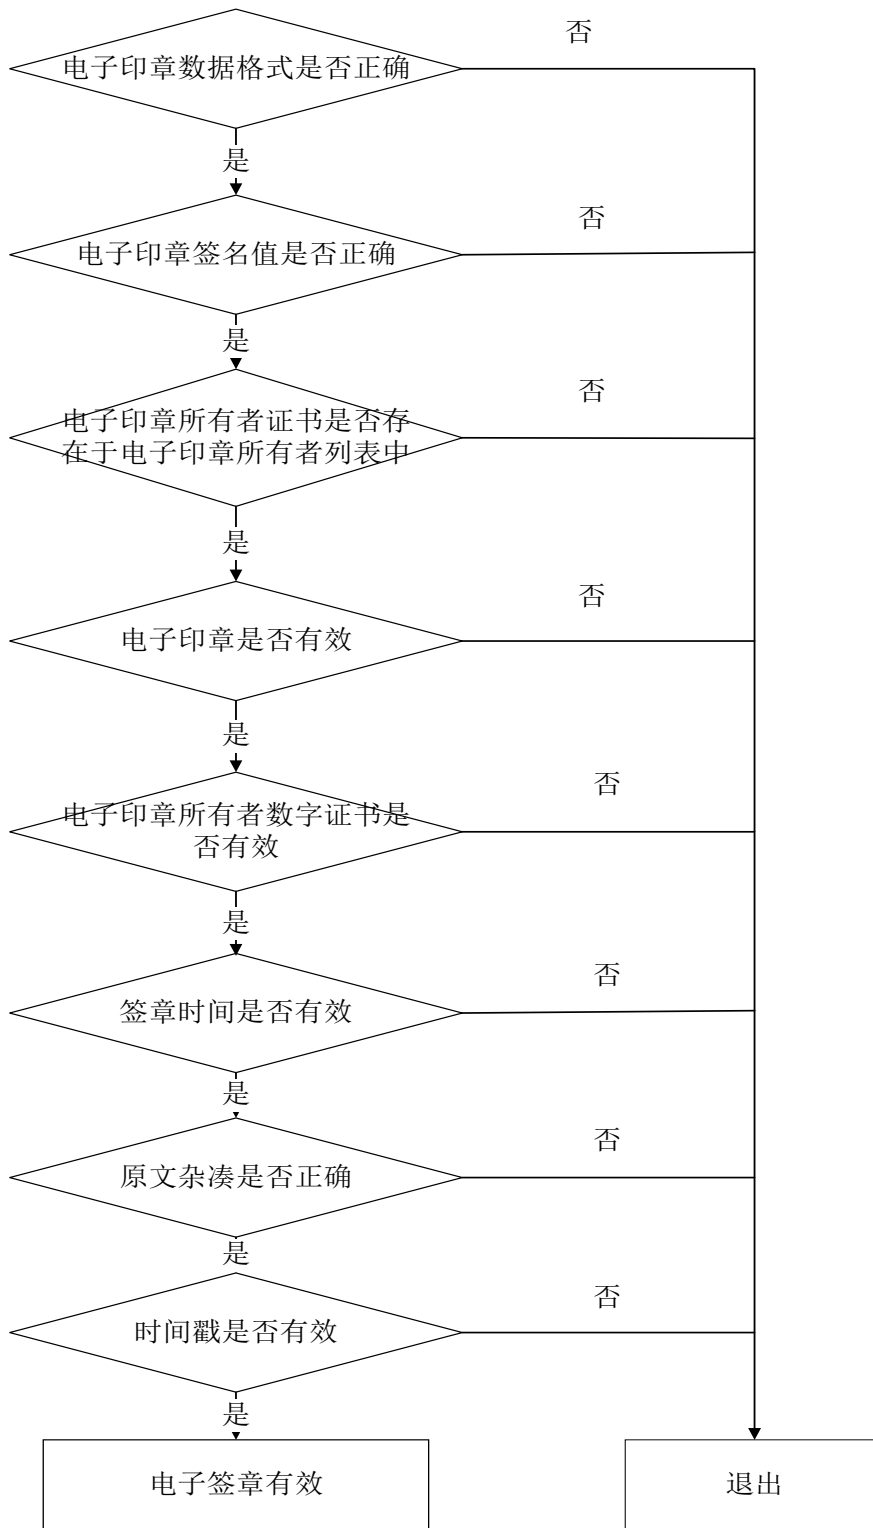 否
电子印章数据格式是否正确
是
否
电子印章签名值是否正确
是
否
电子印章所有者证书是否存
在于电子印章所有者列表中
是
否
电子印章是否有效
是
否
电子印章所有者数字证书是
否有效
是
否
签章时间是否有效
是
否
原文杂凑是否正确
是
否
时间戳是否有效
是
电子签章有效
退出